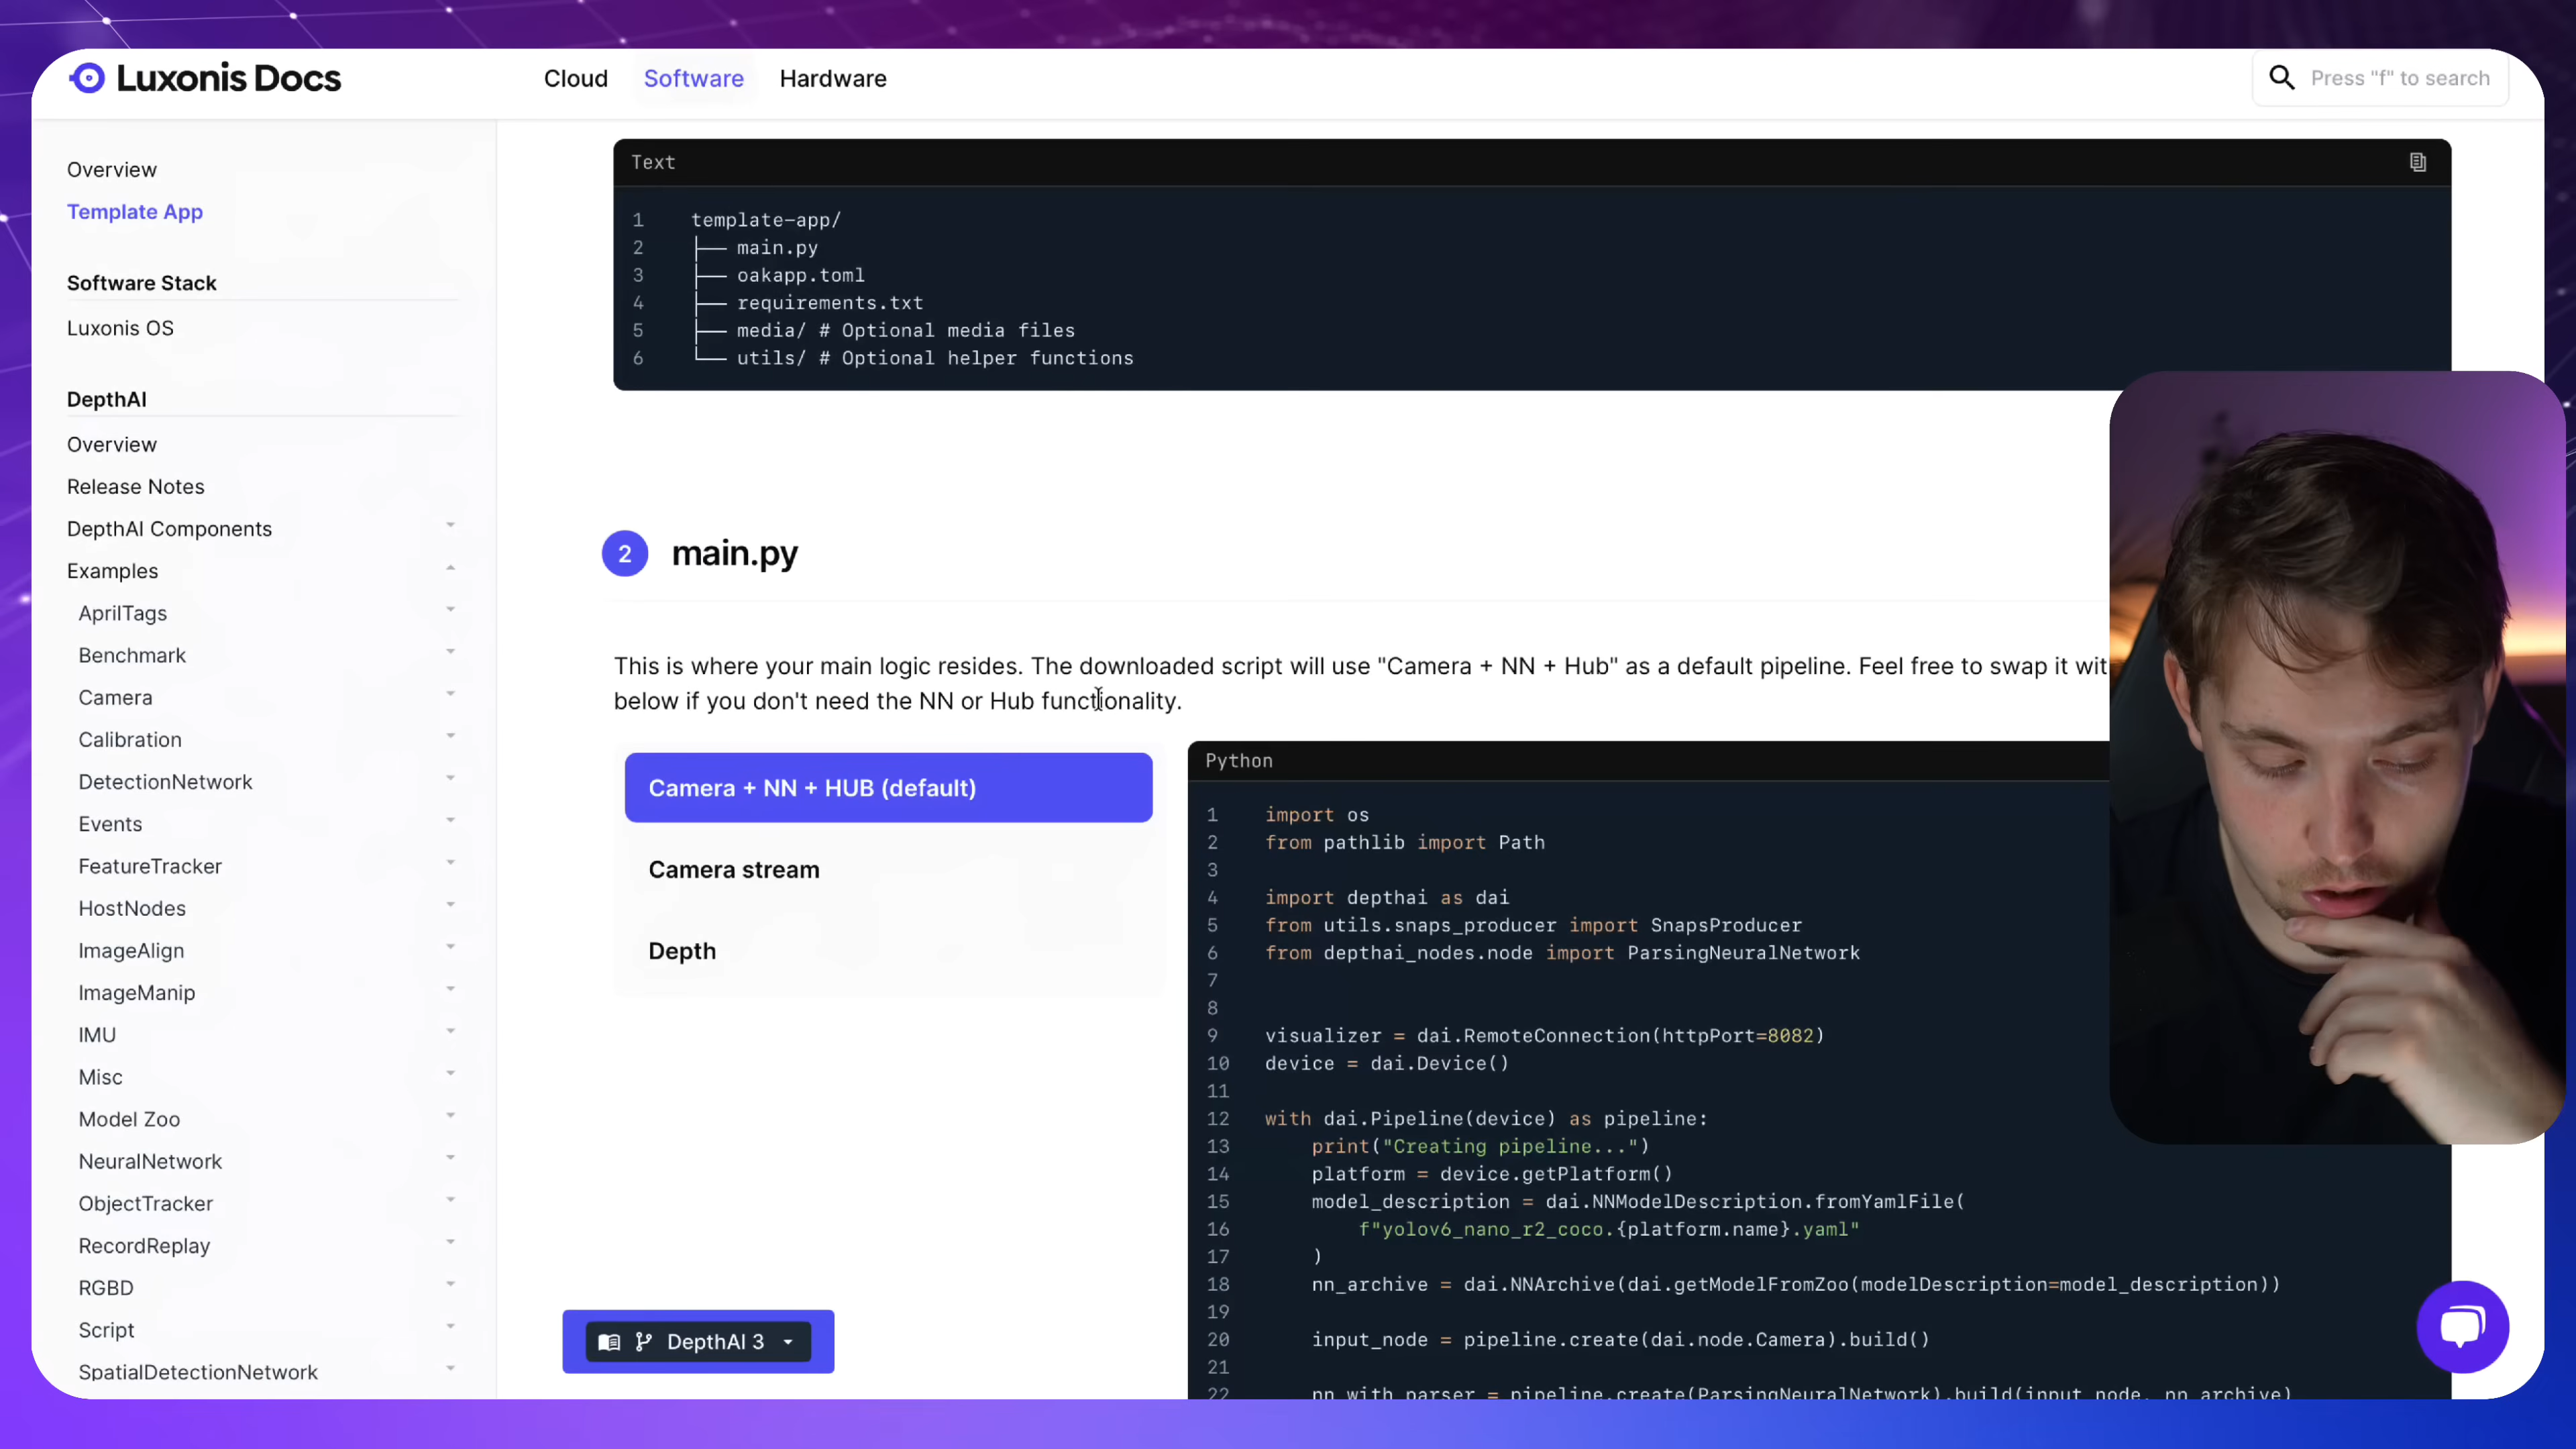 Luxonis Docs
Cloud
Software
Hardware
Press "f" to search
Overview
Template App
Software Stack
Luxonis OS
DepthAI
Overview
Release Notes
DepthAI Components
Examples
AprilTags
Benchmark
Camera
Calibration
DetectionNetwork
Events
FeatureTracker
HostNodes
ImageAlign
ImageManip
IMU
Misc
Model Zoo
NeuralNetwork
ObjectTracker
RecordReplay
RGBD
Script
SpatialDetectionNetwork
Text
1 template-app/
2 ├── main.py
3 ├── oakapp.toml
4 ├── requirements.txt
5 ├── media/ # Optional media files
6 └── utils/ # Optional helper functions
2 main.py
This is where your main logic resides. The downloaded script will use "Camera + NN + Hub" as a default pipeline. Feel free to swap it
below if you don't need the NN or Hub functionality.
Camera + NN + HUB (default)
Camera stream
Depth
DepthAI 3
Python
1 import os
2 from pathlib import Path
3
4 import depthai as dai
5 from utils.snaps_producer import SnapsProducer
6 from depthai_nodes.node import ParsingNeuralNetwork
7
8
9 visualizer = dai.RemoteConnection(httpPort=8082)
10 device = dai.Device()
11
12 with dai.Pipeline(device) as pipeline:
13 print("Creating pipeline...")
14 platform = device.getPlatform()
15 model_description = dai.NNModelDescription.fromYamlFile(
16 f"yolov6_nano_r2_coco.{platform.name}.yaml"
17 )
18 nn_archive = dai.NNArchive(dai.getModelFromZoo(modelDescription=model_description))
19
20 input_node = pipeline.create(dai.node.Camera).build()
21
22 nn_with_parser = pipeline.create(ParsingNeuralNetwork).build(input_node, nn_archive)